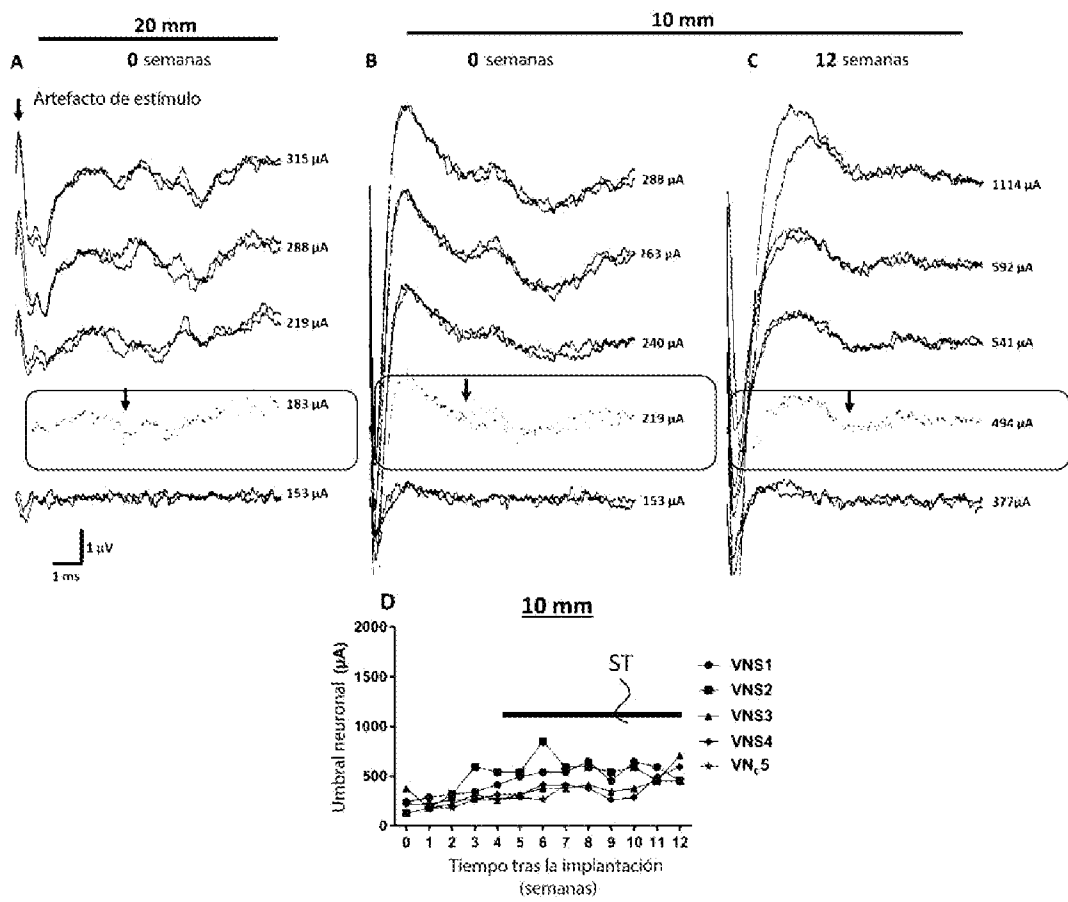 20 mm
10 mm
A
0 semanas
B
0 semanas
C
12 semanas
Artefacto de estímulo
315 µA
288 µA
219 µA
183 µA
153 µA
1 µV
1 ms
288 µA
263 µA
240 µA
219 µA
153 µA
1114 µA
592 µA
541 µA
494 µA
377µA
D
10 mm
Umbral neuronal (µA)
2000
1500
1000
500
0
ST
VNS1
VNS2
VNS3
VNS4
VNc5
0 1 2 3 4 5 6 7 8 9 10 11 12
Tiempo tras la implantación
(semanas)